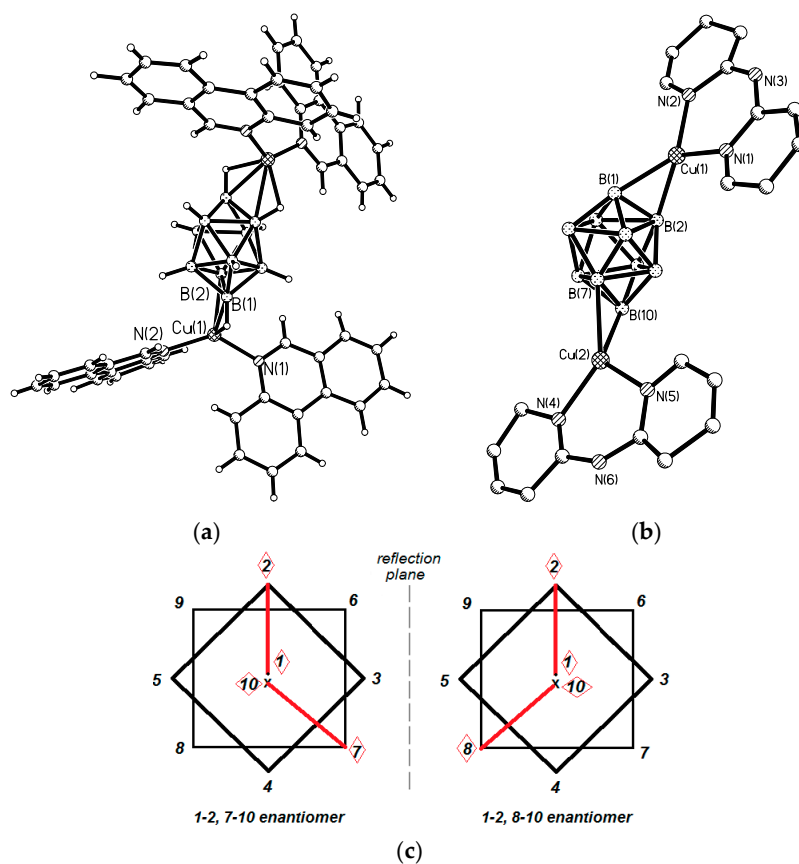 B(2)
B(1)
Cu(1)
N(2)
N(1)
(a)
N(3)
N(2)
N(1)
Cu(1)
B(1)
B(2)
B(7)
B(10)
Cu(2)
N(4)
N(5)
N(6)
(b)
2
9
6
1
5
10
x
3
8
7
4
1-2, 7-10 enantiomer
reflection
plane
2
9
6
1
5
x
10
3
8
7
4
1-2, 8-10 enantiomer
(c)